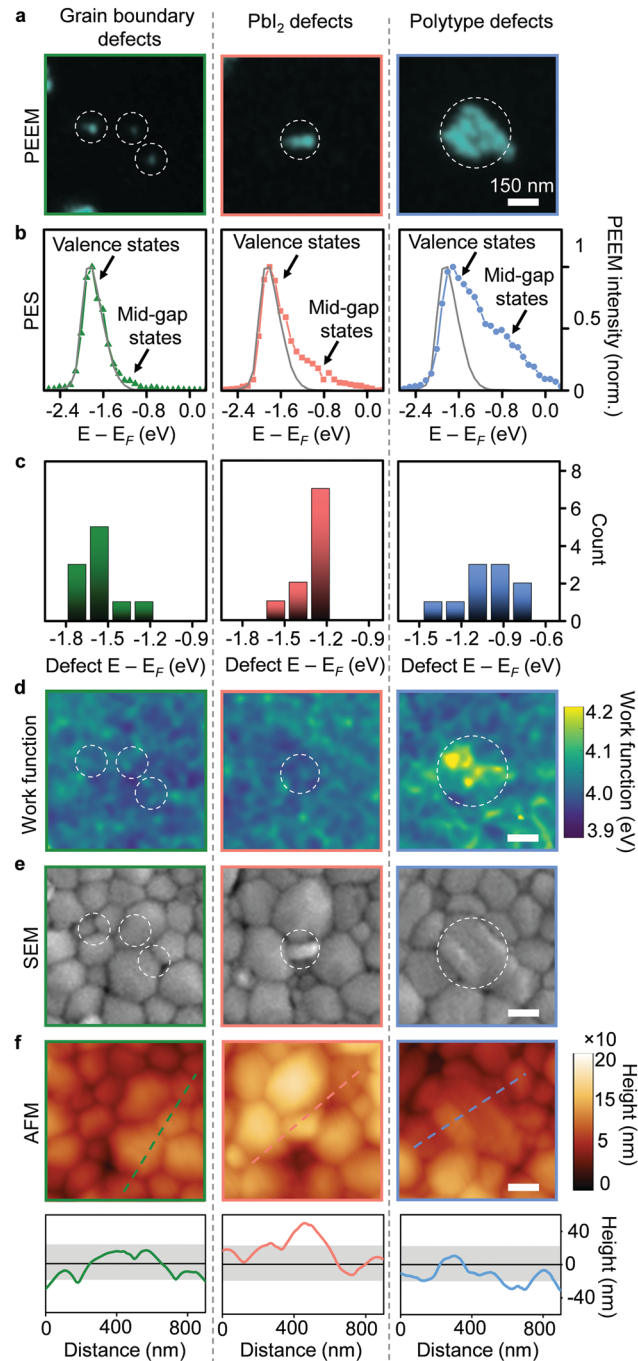 Grain boundary defects
PbI₂ defects
Polytype defects
a
PEEM
150 nm
b
PES
Valence states
Mid-gap states
Valence states
Mid-gap states
Valence states
Mid-gap states
1
0.5
0
PEEM intensity (norm.)
-2.4 -1.6 -0.8 0.0
-2.4 -1.6 -0.8 0.0
-2.4 -1.6 -0.8 0.0
E – E_F (eV)
E – E_F (eV)
E – E_F (eV)
c
8
6
4
2
0
Count
-1.8 -1.5 -1.2 -0.9
-1.8 -1.5 -1.2 -0.9
-1.5 -1.2 -0.9 -0.6
Defect E – E_F (eV)
Defect E – E_F (eV)
Defect E – E_F (eV)
d
Work function
4.2
4.1
4.0
3.9
Work function (eV)
e
SEM
f
AFM
×10
20
15
10
5
0
Height (nm)
40
0
-40
Height (nm)
0 400 800
0 400 800
0 400 800
Distance (nm)
Distance (nm)
Distance (nm)